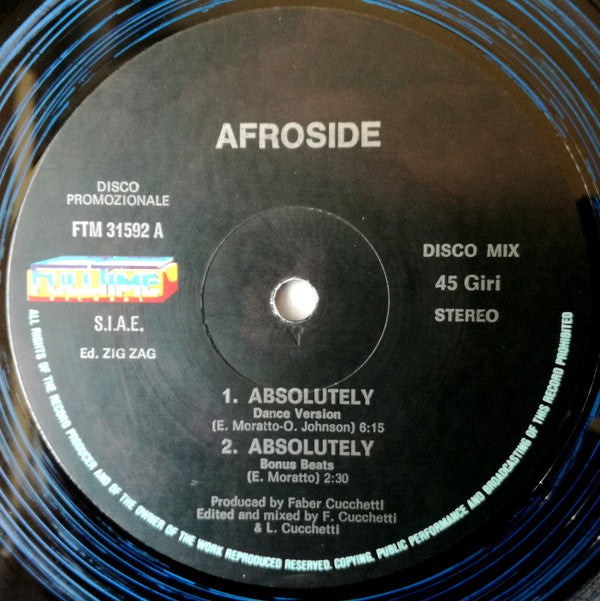 AFROSIDE
DISCO
PROMOZIONALE
FTM 31592 A
FULLTIME
RECORDS
S.I.A.E.
Ed. ZIG ZAG
DISCO MIX
45 Giri
STEREO
1. ABSOLUTELY
Dance Version
(E. Moratto-O. Johnson) 6:15
2. ABSOLUTELY
Bonus Beats
(E. Moratto) 2:30
Produced by Faber Cucchetti
Edited and mixed by F. Cucchetti
& L. Cucchetti
ALL RIGHTS OF THE RECORD PRODUCER AND OF THE OWNER OF THE WORK REPRODUCED RESERVED. COPYING, PUBLIC PERFORMANCE AND BROADCASTING OF THIS RECORD PROHIBITED